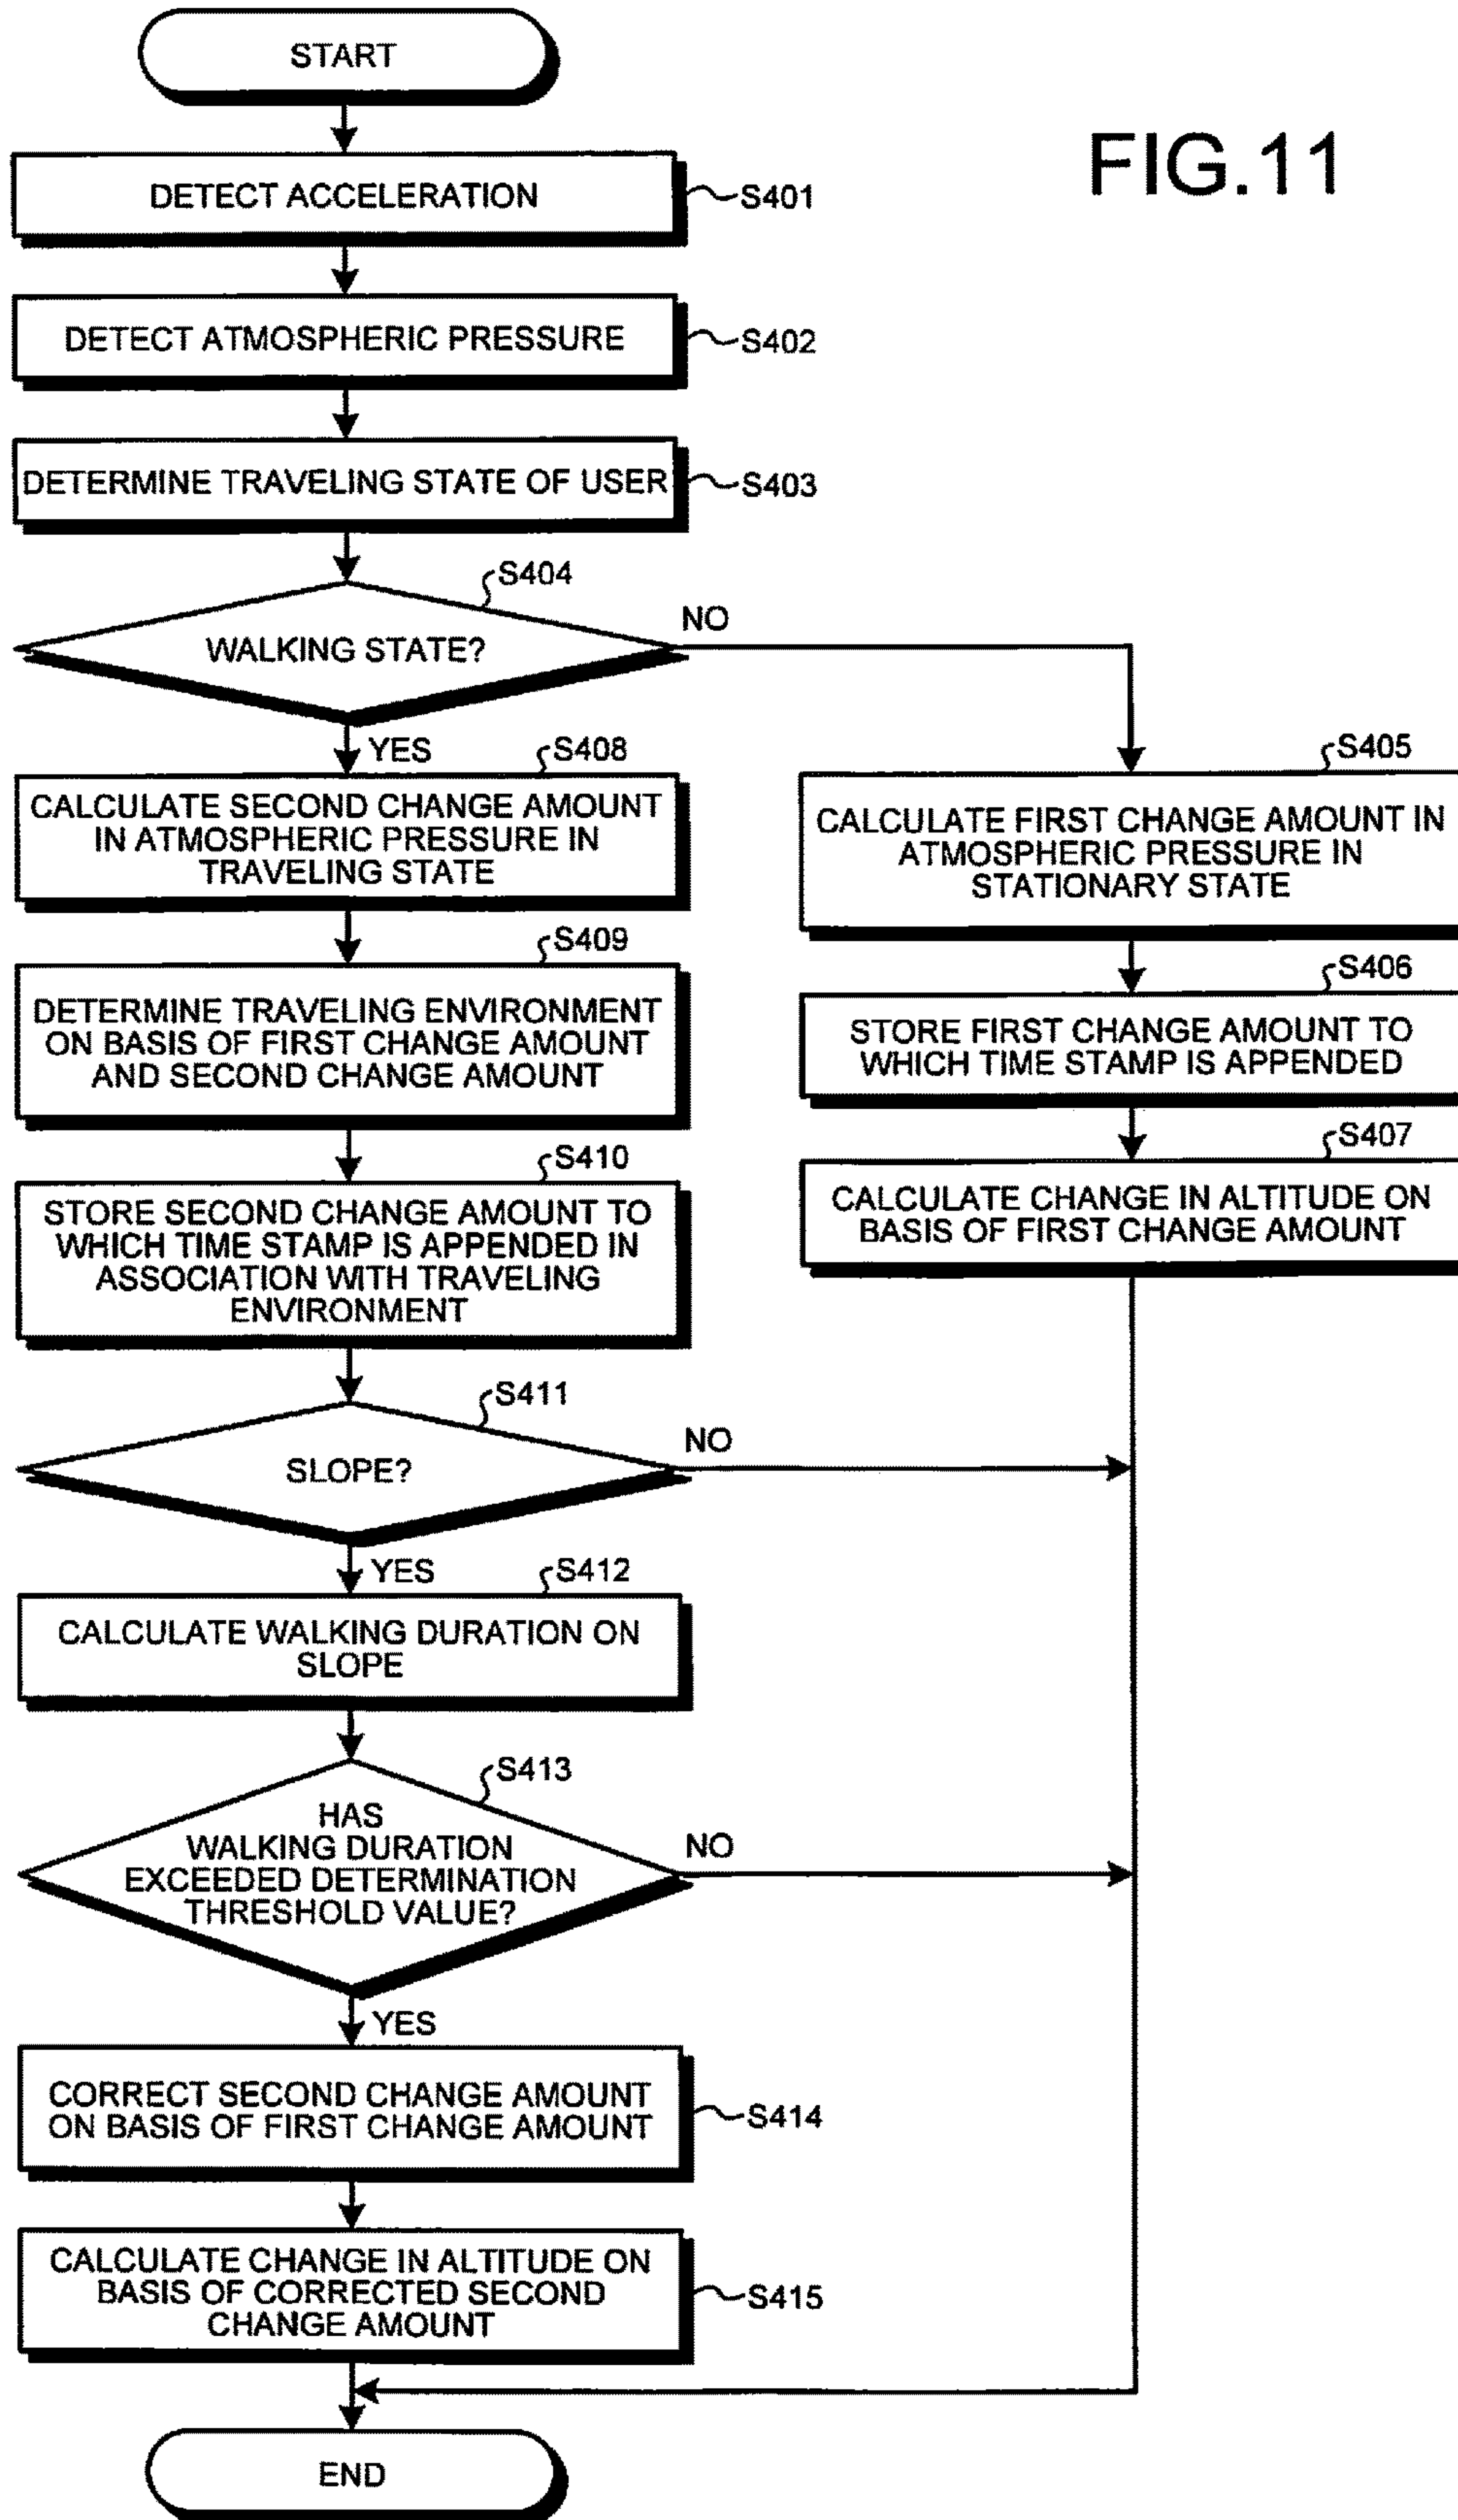 START
FIG.11
DETECT ACCELERATION
S401
DETECT ATMOSPHERIC PRESSURE
S402
DETERMINE TRAVELING STATE OF USER
S403
S404
WALKING STATE?
NO
YES
S408
CALCULATE SECOND CHANGE AMOUNT
IN ATMOSPHERIC PRESSURE IN
TRAVELING STATE
S405
CALCULATE FIRST CHANGE AMOUNT IN
ATMOSPHERIC PRESSURE IN
STATIONARY STATE
S409
DETERMINE TRAVELING ENVIRONMENT
ON BASIS OF FIRST CHANGE AMOUNT
AND SECOND CHANGE AMOUNT
S406
STORE FIRST CHANGE AMOUNT TO
WHICH TIME STAMP IS APPENDED
S410
STORE SECOND CHANGE AMOUNT TO
WHICH TIME STAMP IS APPENDED IN
ASSOCIATION WITH TRAVELING
ENVIRONMENT
S407
CALCULATE CHANGE IN ALTITUDE ON
BASIS OF FIRST CHANGE AMOUNT
S411
SLOPE?
NO
YES
S412
CALCULATE WALKING DURATION ON
SLOPE
S413
HAS
WALKING DURATION
EXCEEDED DETERMINATION
THRESHOLD VALUE?
NO
YES
CORRECT SECOND CHANGE AMOUNT
ON BASIS OF FIRST CHANGE AMOUNT
S414
CALCULATE CHANGE IN ALTITUDE ON
BASIS OF CORRECTED SECOND
CHANGE AMOUNT
S415
END